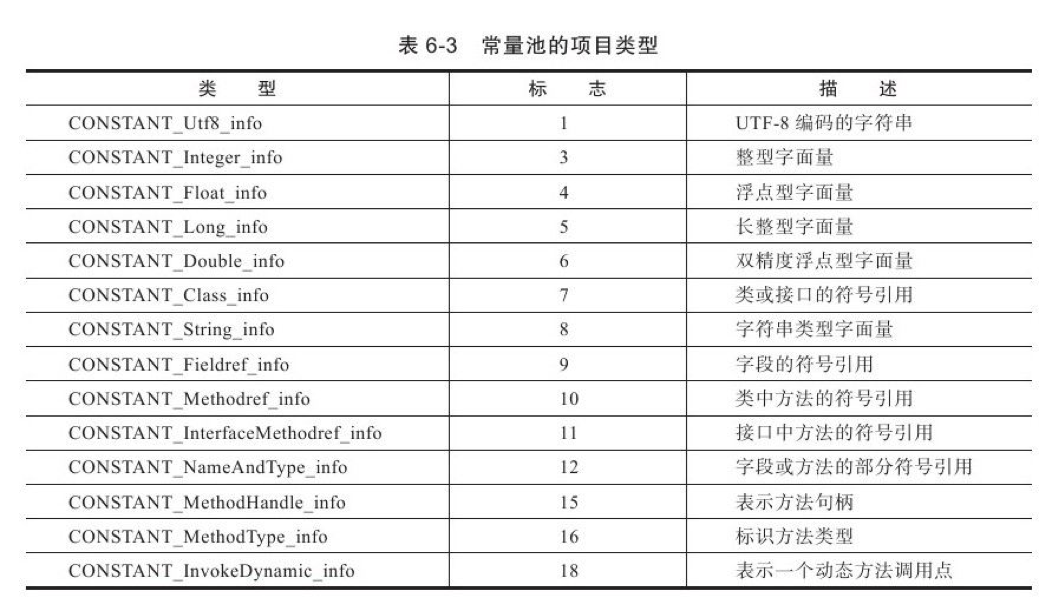 表 6-3 常量池的项目类型
类 型 标 志 描 述
CONSTANT_Utf8_info 1 UTF-8 编码的字符串
CONSTANT_Integer_info 3 整型字面量
CONSTANT_Float_info 4 浮点型字面量
CONSTANT_Long_info 5 长整型字面量
CONSTANT_Double_info 6 双精度浮点型字面量
CONSTANT_Class_info 7 类或接口的符号引用
CONSTANT_String_info 8 字符串类型字面量
CONSTANT_Fieldref_info 9 字段的符号引用
CONSTANT_Methodref_info 10 类中方法的符号引用
CONSTANT_InterfaceMethodref_info 11 接口中方法的符号引用
CONSTANT_NameAndType_info 12 字段或方法的部分符号引用
CONSTANT_MethodHandle_info 15 表示方法句柄
CONSTANT_MethodType_info 16 标识方法类型
CONSTANT_InvokeDynamic_info 18 表示一个动态方法调用点